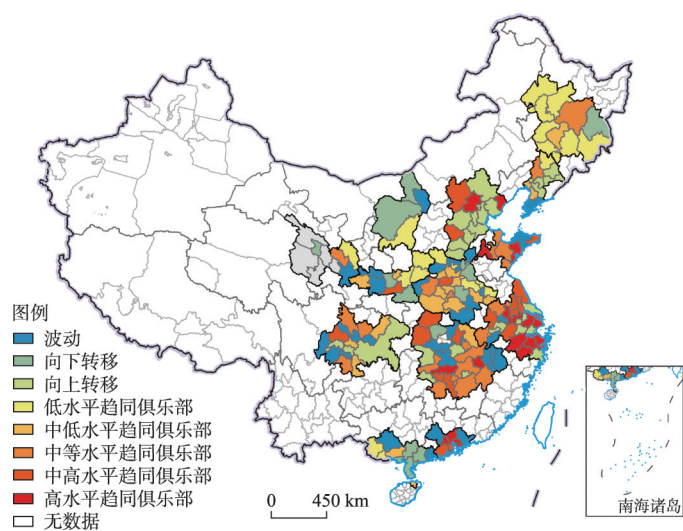 图例
波动
向下转移
向上转移
低水平趋同俱乐部
中低水平趋同俱乐部
中等水平趋同俱乐部
中高水平趋同俱乐部
高水平趋同俱乐部
无数据
0 450 km
南海诸岛